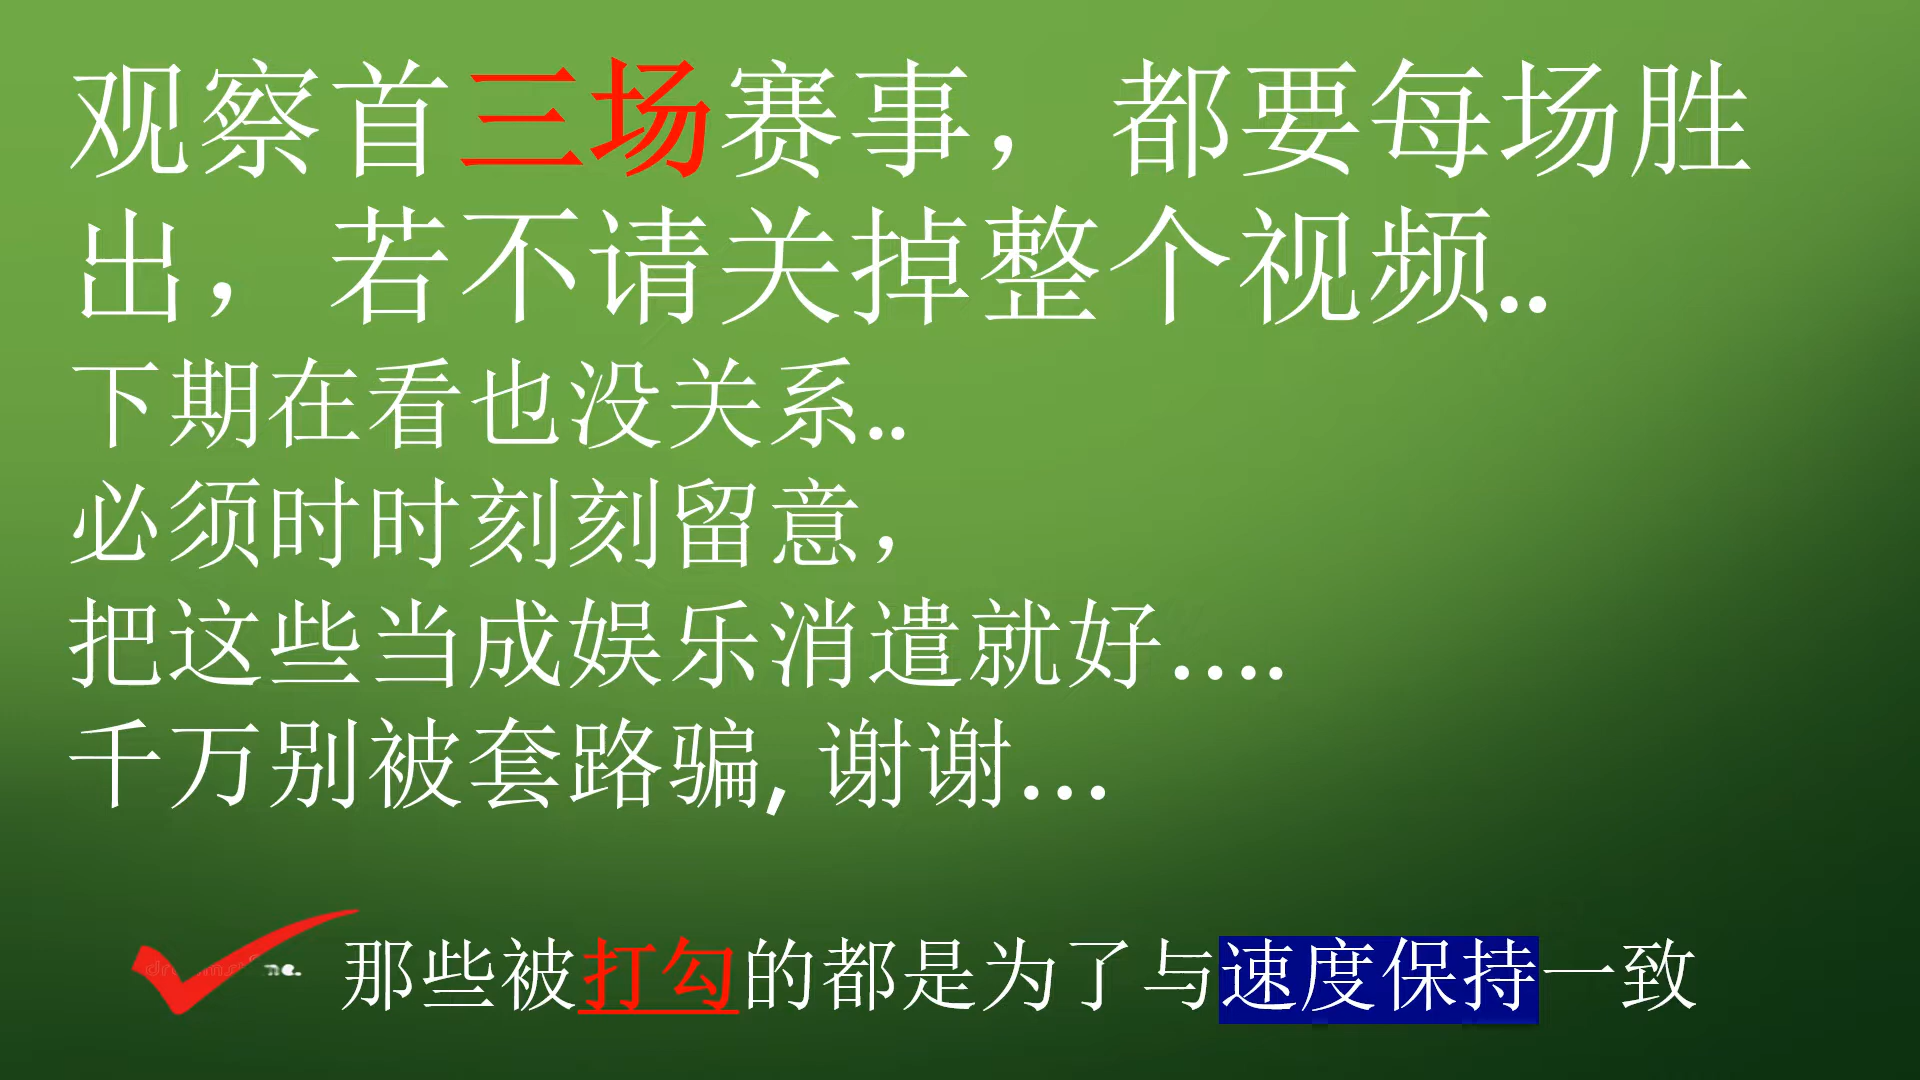 观察首三场赛事，都要每场胜
出，若不请关掉整个视频..
下期在看也没关系..
必须时时刻刻留意，
把这些当成娱乐消遣就好....
千万别被套路骗, 谢谢...
那些被打勾的都是为了与速度保持一致